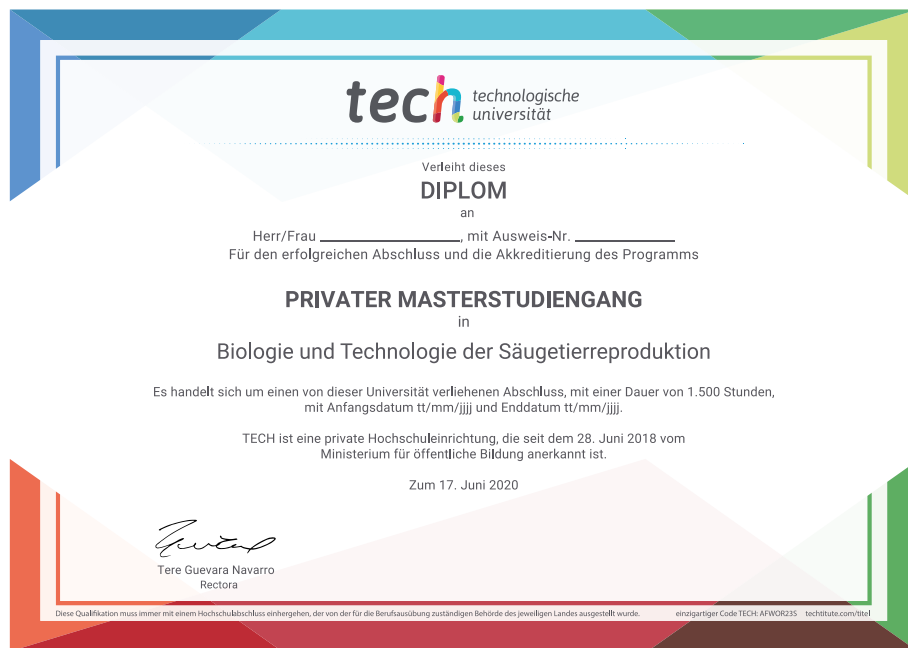 tech technologische
universität
Verleiht dieses
DIPLOM
an
Herr/Frau ____________________, mit Ausweis-Nr. ______________
Für den erfolgreichen Abschluss und die Akkreditierung des Programms
PRIVATER MASTERSTUDIENGANG
in
Biologie und Technologie der Säugetierreproduktion
Es handelt sich um einen von dieser Universität verliehenen Abschluss, mit einer Dauer von 1.500 Stunden,
mit Anfangsdatum tt/mm/jjjj und Enddatum tt/mm/jjjj.
TECH ist eine private Hochschuleinrichtung, die seit dem 28. Juni 2018 vom
Ministerium für öffentliche Bildung anerkannt ist.
Zum 17. Juni 2020
Tere Guevara Navarro
Rectora
Diese Qualifikation muss immer mit einem Hochschulabschluss einhergehen, der von der für die Berufsausübung zuständigen Behörde des jeweiligen Landes ausgestellt wurde. einzigartiger Code TECH: AFWOR23S techtitute.com/titel